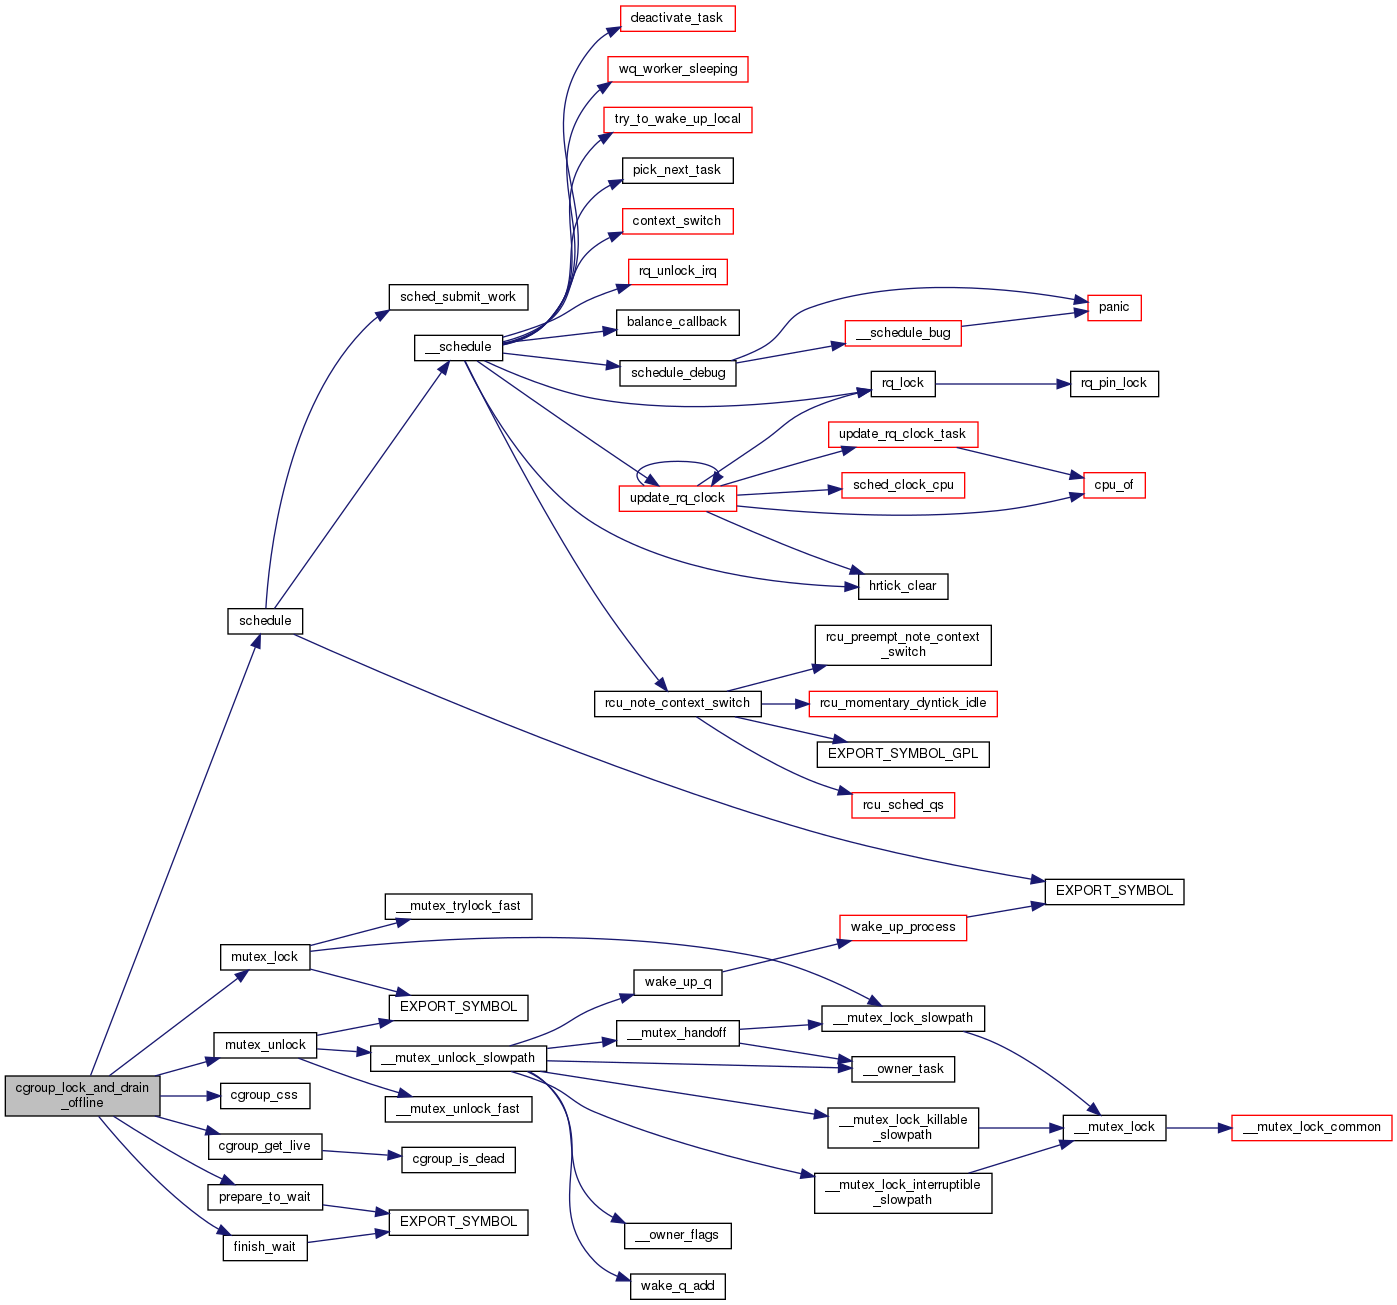 deactivate_task
wq_worker_sleeping
try_to_wake_up_local
pick_next_task
context_switch
rq_unlock_irq
sched_submit_work
balance_callback
panic
__schedule_bug
__schedule
schedule_debug
rq_lock
rq_pin_lock
update_rq_clock_task
sched_clock_cpu
cpu_of
update_rq_clock
hrtick_clear
schedule
rcu_preempt_note_context
_switch
rcu_note_context_switch
rcu_momentary_dyntick_idle
EXPORT_SYMBOL_GPL
rcu_sched_qs
EXPORT_SYMBOL
__mutex_trylock_fast
wake_up_process
mutex_lock
wake_up_q
EXPORT_SYMBOL
__mutex_lock_slowpath
__mutex_handoff
mutex_unlock
__mutex_unlock_slowpath
__owner_task
cgroup_lock_and_drain
_offline
cgroup_css
__mutex_unlock_fast
__mutex_lock_killable
_slowpath
__mutex_lock
__mutex_lock_common
cgroup_get_live
cgroup_is_dead
__mutex_lock_interruptible
_slowpath
prepare_to_wait
EXPORT_SYMBOL
__owner_flags
finish_wait
wake_q_add